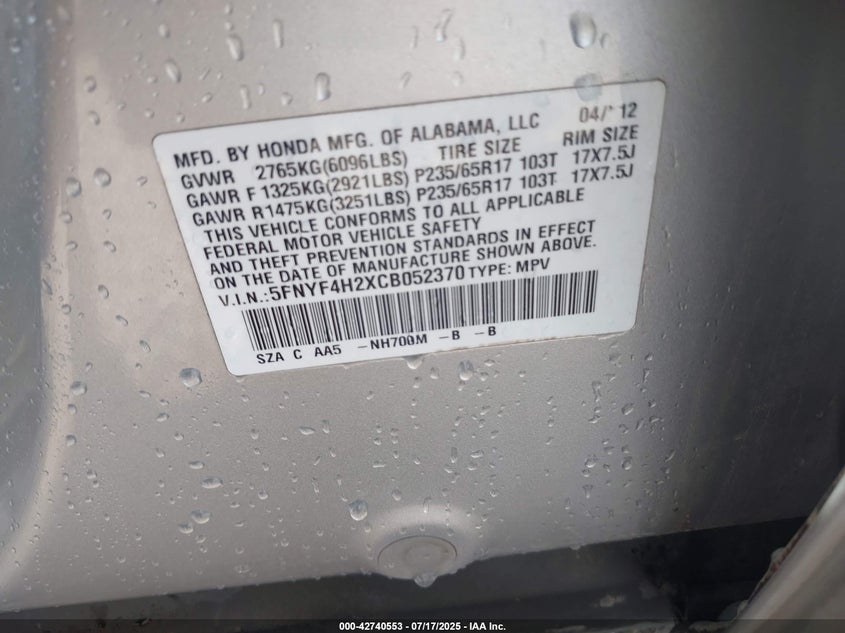 MFD. BY HONDA MFG. OF ALABAMA, LLC 04/12
GVWR 2765KG(6096LBS) TIRE SIZE RIM SIZE
GAWR F 1325KG(2921LBS) P235/65R17 103T 17X7.5J
GAWR R1475KG(3251LBS) P235/65R17 103T 17X7.5J
THIS VEHICLE CONFORMS TO ALL APPLICABLE
FEDERAL MOTOR VEHICLE SAFETY
AND THEFT PREVENTION STANDARDS IN EFFECT
ON THE DATE OF MANUFACTURE SHOWN ABOVE.
V.I.N.:5FNYF4H2XCB052370 TYPE: MPV
SZA C AA5 -NH700M -B -B
000-42740553 - 07/17/2025 - IAA Inc.